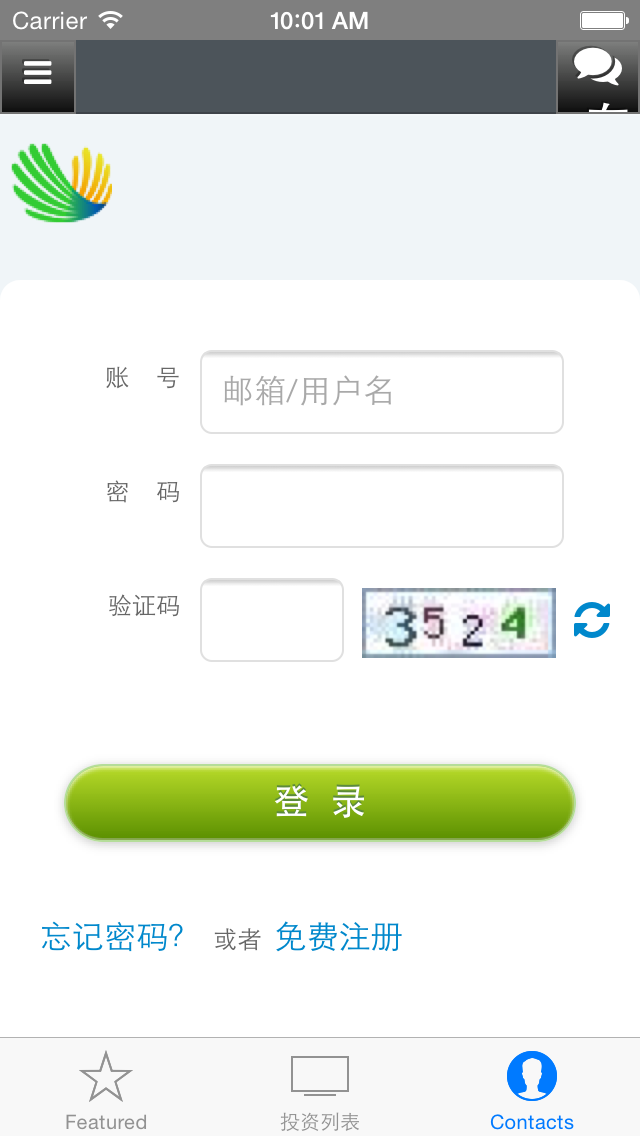 Carrier 10:01 AM
账 号 邮箱/用户名
密 码
验证码 3524
登 录
忘记密码? 或者 免费注册
Featured 投资列表 Contacts